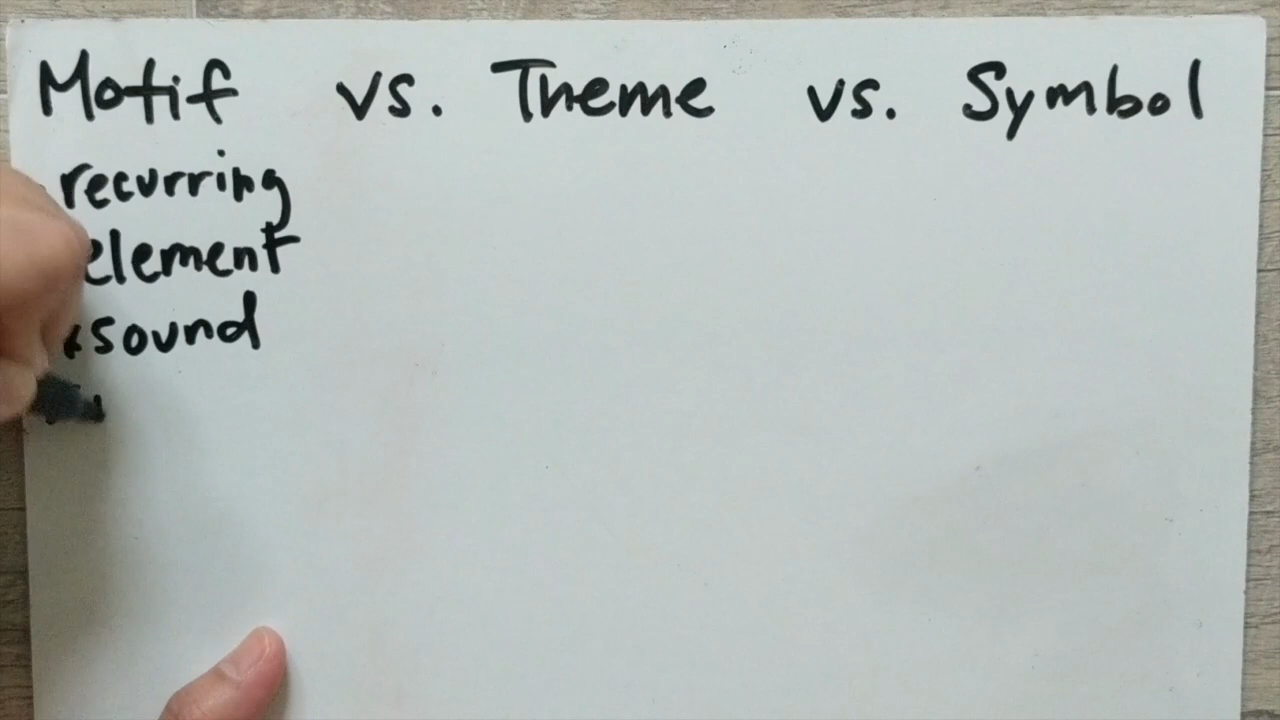 Motif vs. Theme vs. Symbol
recurring
element
sound